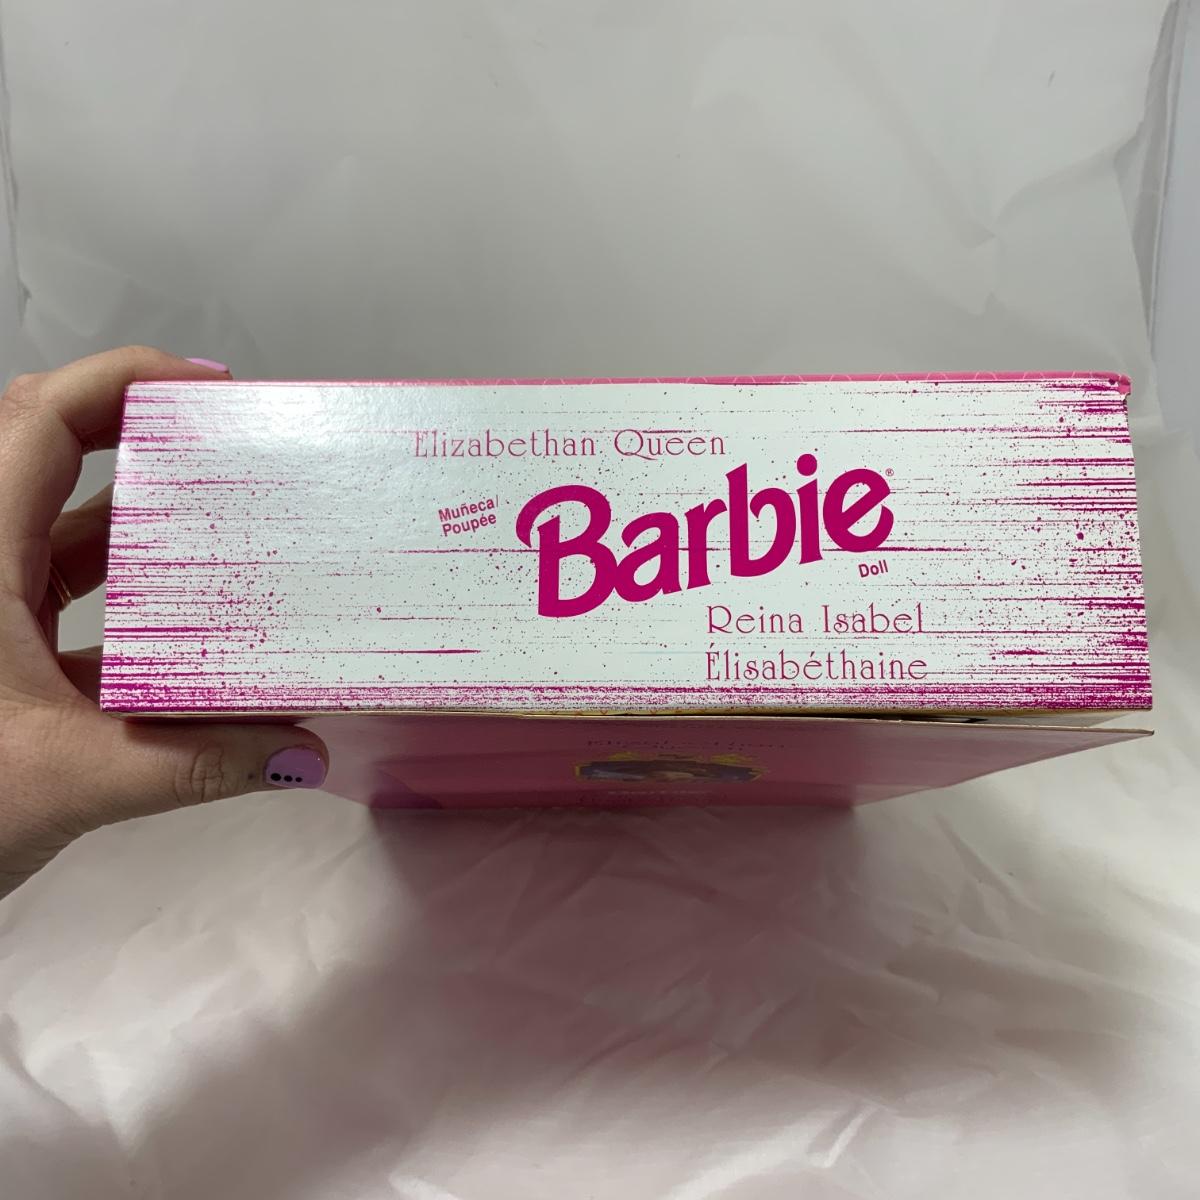 Elizabethan Queen
Muñeca/
Poupée
Barbie®
Doll
Reina Isabel
Élisabéthaine